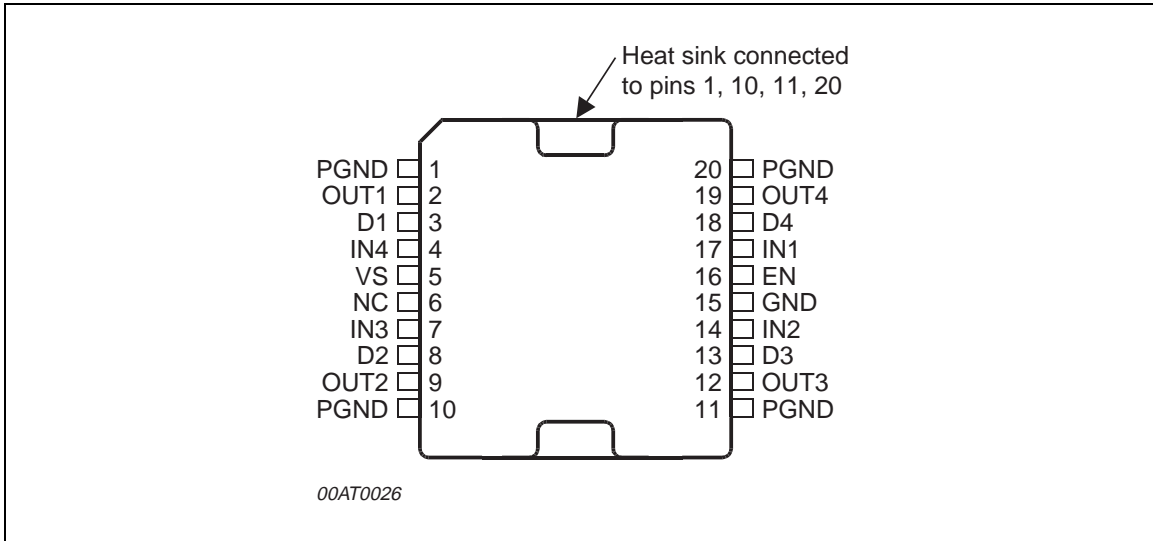 Heat sink connected
to pins 1, 10, 11, 20
PGND 1 20 PGND
OUT1 2 19 OUT4
D1 3 18 D4
IN4 4 17 IN1
VS 5 16 EN
NC 6 15 GND
IN3 7 14 IN2
D2 8 13 D3
OUT2 9 12 OUT3
PGND 10 11 PGND
00AT0026